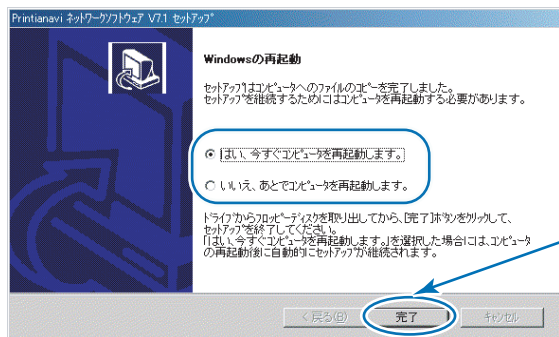 Printianavi ネットワークソフトウェア V7.1 セットアップ
Windowsの再起動
セットアップはコンピュータへのファイルのコピーを完了しました。
セットアップを継続するためにはコンピュータを再起動する必要があります。
はい、今すぐコンピュータを再起動します。
いいえ、あとでコンピュータを再起動します。
ドライブからフロッピーディスクを取り出してから、[完了]ボタンをクリックして、
セットアップを終了してください。
「はい、今すぐコンピュータを再起動します。」を選択した場合には、コンピュータ
の再起動後に自動的にセットアップが継続されます。
< 戻る(B) 完了 キャンセル